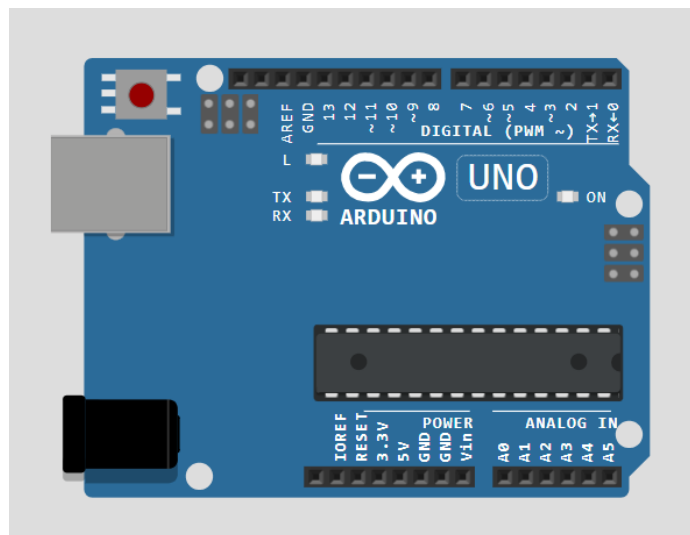 AREF GND 13 12 ~11 ~10 ~9 8 7 ~6 ~5 4 ~3 2 TX→1 RX←0
DIGITAL (PWM ~)
L
TX
RX
ARDUINO
UNO
ON
POWER
ANALOG IN
IOREF RESET 3.3V 5V GND GND Vin A0 A1 A2 A3 A4 A5